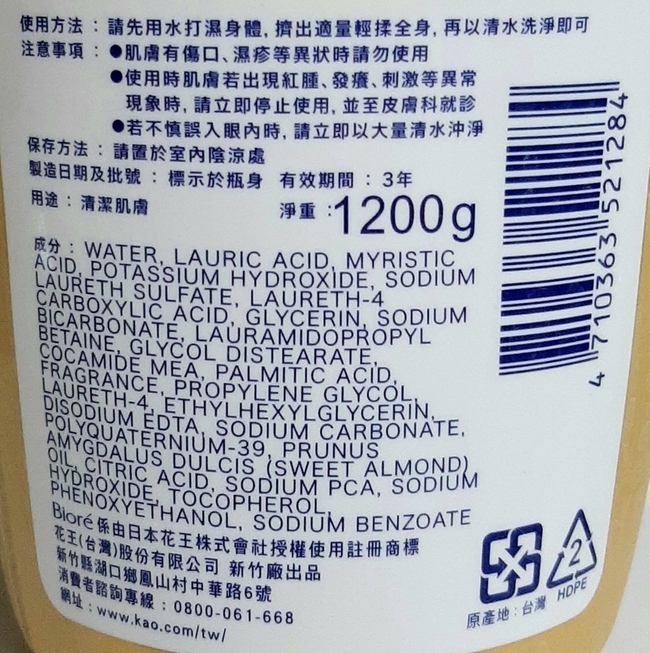 使用方法：請先用水打濕身體，擠出適量輕揉全身，再以清水洗淨即可
注意事項：●肌膚有傷口、濕疹等異狀時請勿使用
●使用時肌膚若出現紅腫、發癢、刺激等異常
現象時，請立即停止使用，並至皮膚科就診
●若不慎誤入眼內時，請立即以大量清水沖淨
保存方法：請置於室內陰涼處
製造日期及批號：標示於瓶身 有效期間：3年
用途：清潔肌膚 淨重：1200g
成分：WATER, LAURIC ACID, MYRISTIC
ACID, POTASSIUM HYDROXIDE, SODIUM
LAURETH SULFATE, LAURETH-4
CARBOXYLIC ACID, GLYCERIN, SODIUM
BICARBONATE, LAURAMIDOPROPYL
BETAINE, GLYCOL DISTEARATE,
COCAMIDE MEA, PALMITIC ACID,
FRAGRANCE, PROPYLENE GLYCOL,
LAURETH-4, ETHYLHEXYLGLYCERIN,
DISODIUM EDTA, SODIUM CARBONATE,
POLYQUATERNIUM-39, PRUNUS
AMYGDALUS DULCIS (SWEET ALMOND)
OIL, CITRIC ACID, SODIUM PCA, SODIUM
HYDROXIDE, TOCOPHEROL,
PHENOXYETHANOL, SODIUM BENZOATE
Bioré 係由日本花王株式會社授權使用註冊商標
花王(台灣)股份有限公司 新竹廠出品
新竹縣湖口鄉鳳山村中華路6號
消費者諮詢專線：0800-061-668
網址：www.kao.com/tw/
4 710363 521284
2
HDPE
原產地：台灣